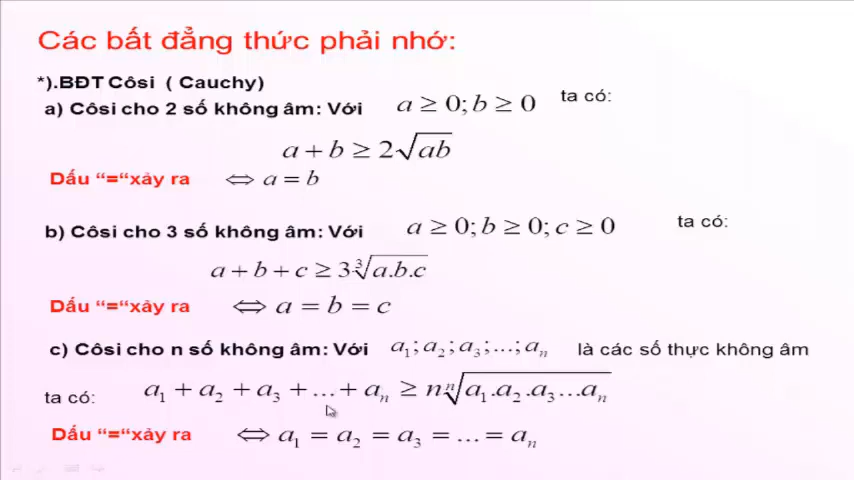 Các bất đẳng thức phải nhớ:
*).BĐT Côsi ( Cauchy)
a) Côsi cho 2 số không âm: Với a ≥ 0; b ≥ 0 ta có:
a + b ≥ 2√ab
Dấu “=“xảy ra ⇔ a = b
b) Côsi cho 3 số không âm: Với a ≥ 0; b ≥ 0; c ≥ 0 ta có:
a + b + c ≥ 3∛a.b.c
Dấu “=“xảy ra ⇔ a = b = c
c) Côsi cho n số không âm: Với a₁; a₂; a₃; ...; aₙ là các số thực không âm
ta có: a₁ + a₂ + a₃ + ... + aₙ ≥ n ⁿ√a₁.a₂.a₃...aₙ
Dấu “=“xảy ra ⇔ a₁ = a₂ = a₃ = ... = aₙ